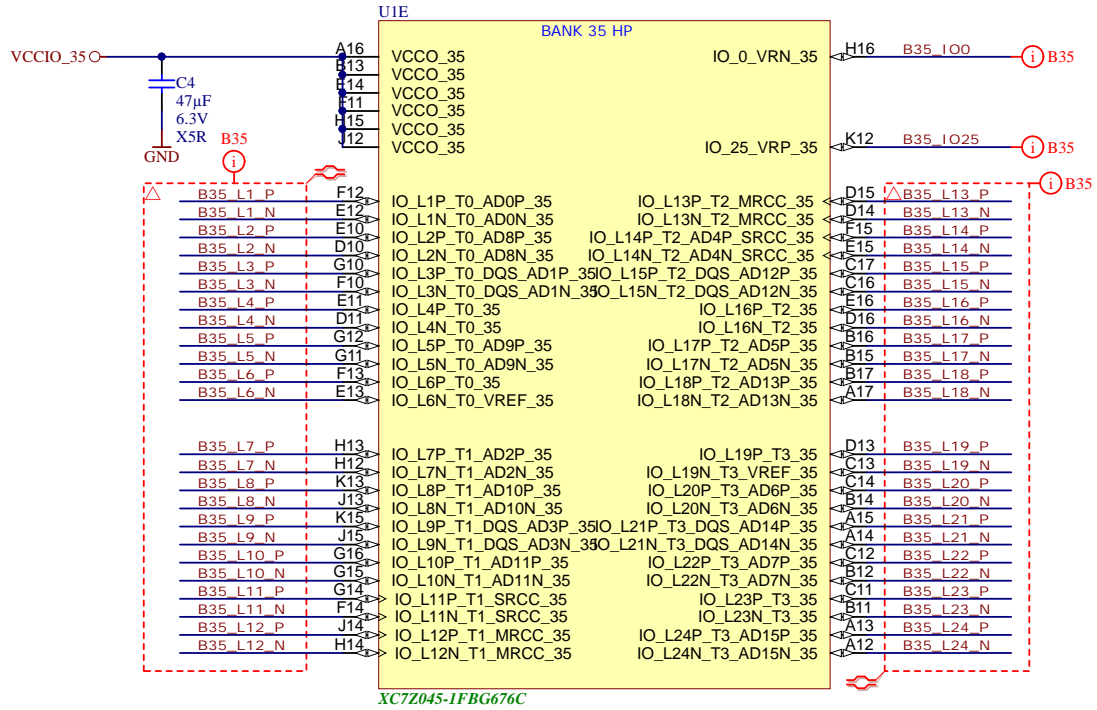 U1E
BANK 35 HP
VCCIO_35
A16 VCCO_35 IO_0_VRN_35 H16 B35_IO0 i B35
B13 VCCO_35
E14 VCCO_35
F11 VCCO_35
H15 VCCO_35
J12 VCCO_35 IO_25_VRP_35 K12 B35_IO25 i B35
C4
47µF
6.3V
X5R
GND
B35
i
i B35
B35_L1_P F12 IO_L1P_T0_AD0P_35 IO_L13P_T2_MRCC_35 D15 B35_L13_P
B35_L1_N E12 IO_L1N_T0_AD0N_35 IO_L13N_T2_MRCC_35 D14 B35_L13_N
B35_L2_P E10 IO_L2P_T0_AD8P_35 IO_L14P_T2_AD4P_SRCC_35 F15 B35_L14_P
B35_L2_N D10 IO_L2N_T0_AD8N_35 IO_L14N_T2_AD4N_SRCC_35 E15 B35_L14_N
B35_L3_P G10 IO_L3P_T0_DQS_AD1P_35 IO_L15P_T2_DQS_AD12P_35 C17 B35_L15_P
B35_L3_N F10 IO_L3N_T0_DQS_AD1N_35 IO_L15N_T2_DQS_AD12N_35 C16 B35_L15_N
B35_L4_P E11 IO_L4P_T0_35 IO_L16P_T2_35 E16 B35_L16_P
B35_L4_N D11 IO_L4N_T0_35 IO_L16N_T2_35 D16 B35_L16_N
B35_L5_P G12 IO_L5P_T0_AD9P_35 IO_L17P_T2_AD5P_35 B16 B35_L17_P
B35_L5_N G11 IO_L5N_T0_AD9N_35 IO_L17N_T2_AD5N_35 B15 B35_L17_N
B35_L6_P F13 IO_L6P_T0_35 IO_L18P_T2_AD13P_35 B17 B35_L18_P
B35_L6_N E13 IO_L6N_T0_VREF_35 IO_L18N_T2_AD13N_35 A17 B35_L18_N
B35_L7_P H13 IO_L7P_T1_AD2P_35 IO_L19P_T3_35 D13 B35_L19_P
B35_L7_N H12 IO_L7N_T1_AD2N_35 IO_L19N_T3_VREF_35 C13 B35_L19_N
B35_L8_P K13 IO_L8P_T1_AD10P_35 IO_L20P_T3_AD6P_35 C14 B35_L20_P
B35_L8_N J13 IO_L8N_T1_AD10N_35 IO_L20N_T3_AD6N_35 B14 B35_L20_N
B35_L9_P K15 IO_L9P_T1_DQS_AD3P_35 IO_L21P_T3_DQS_AD14P_35 A15 B35_L21_P
B35_L9_N J15 IO_L9N_T1_DQS_AD3N_35 IO_L21N_T3_DQS_AD14N_35 A14 B35_L21_N
B35_L10_P G16 IO_L10P_T1_AD11P_35 IO_L22P_T3_AD7P_35 C12 B35_L22_P
B35_L10_N G15 IO_L10N_T1_AD11N_35 IO_L22N_T3_AD7N_35 B12 B35_L22_N
B35_L11_P G14 IO_L11P_T1_SRCC_35 IO_L23P_T3_35 C11 B35_L23_P
B35_L11_N F14 IO_L11N_T1_SRCC_35 IO_L23N_T3_35 B11 B35_L23_N
B35_L12_P J14 IO_L12P_T1_MRCC_35 IO_L24P_T3_AD15P_35 A13 B35_L24_P
B35_L12_N H14 IO_L12N_T1_MRCC_35 IO_L24N_T3_AD15N_35 A12 B35_L24_N
XC7Z045-1FBG676C